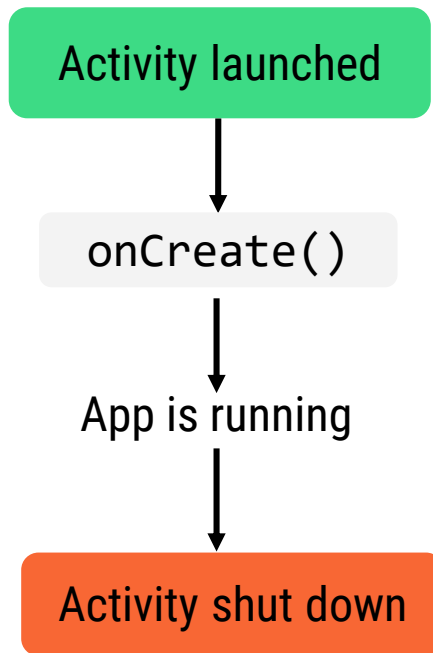 Activity launched
onCreate()
App is running
Activity shut down